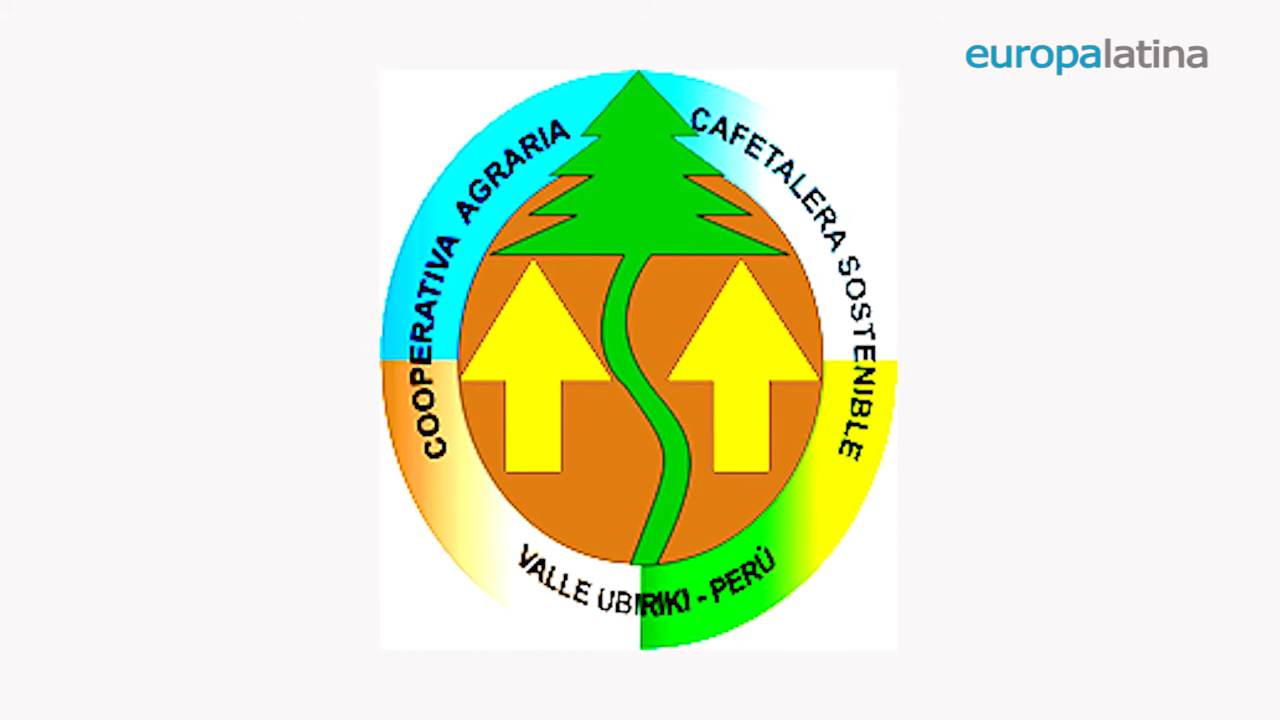 europalatina
COOPERATIVA AGRARIA
CAFETALERA SOSTENIBLE
VALLE UBIRIKI - PERÚ